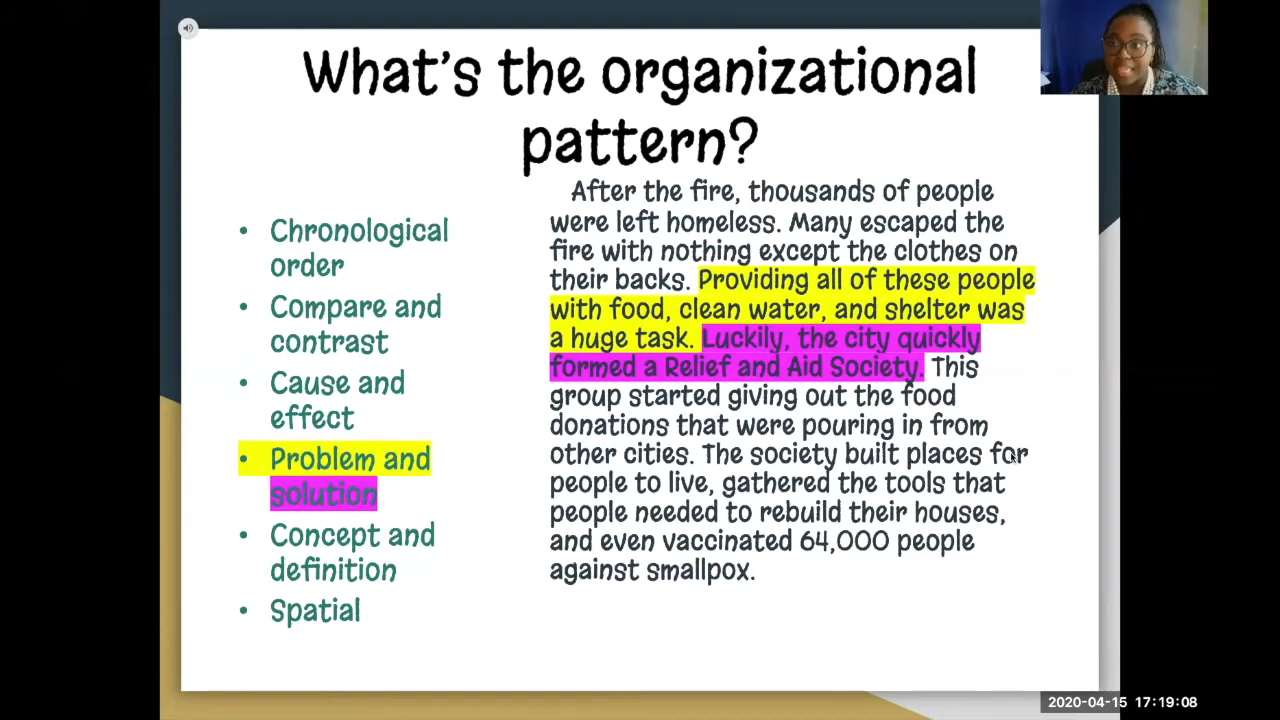 What's the organizational
pattern?
• Chronological
order
• Compare and
contrast
• Cause and
effect
• Problem and
solution
• Concept and
definition
• Spatial
After the fire, thousands of people
were left homeless. Many escaped the
fire with nothing except the clothes on
their backs. Providing all of these people
with food, clean water, and shelter was
a huge task. Luckily, the city quickly
formed a Relief and Aid Society. This
group started giving out the food
donations that were pouring in from
other cities. The society built places for
people to live, gathered the tools that
people needed to rebuild their houses,
and even vaccinated 64,000 people
against smallpox.
2020-04-15 17:19:08